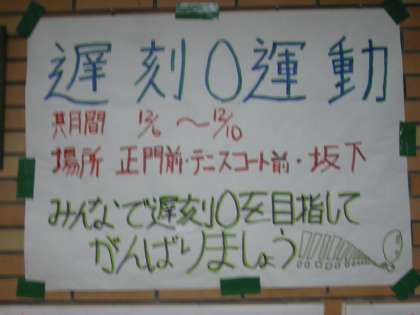 遅刻0運動
期間 12/6 〜 12/10
場所 正門前・テニスコート前・坂下
みんなで遅刻0を目指して
がんばりましょう